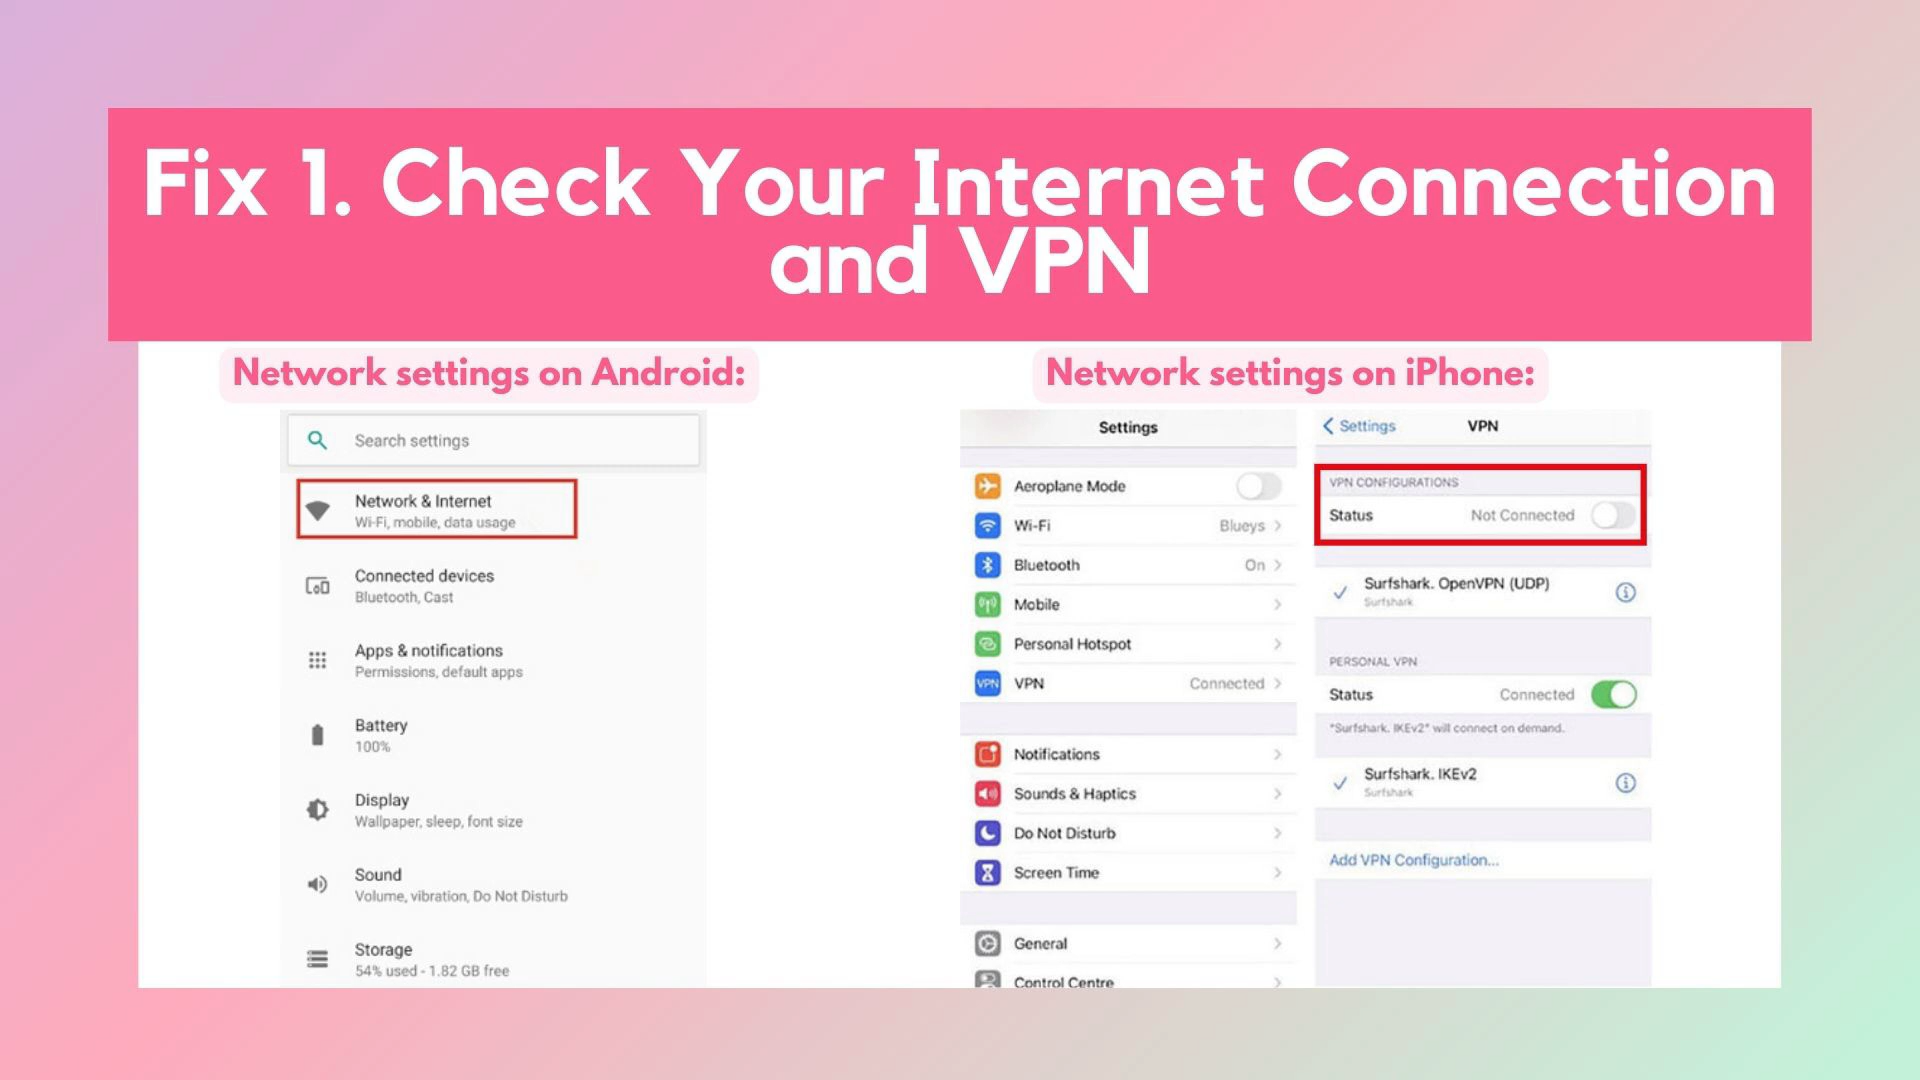 Fix 1. Check Your Internet Connection
and VPN
Network settings on Android:
Search settings
Network & Internet
Wi-Fi, mobile, data usage
Connected devices
Bluetooth, Cast
Apps & notifications
Permissions, default apps
Battery
100%
Display
Wallpaper, sleep, font size
Sound
Volume, vibration, Do Not Disturb
Storage
54% used - 1.82 GB free
Network settings on iPhone:
Settings
Aeroplane Mode
Wi-Fi Blueys
Bluetooth On
Mobile
Personal Hotspot
VPN VPN Connected
Notifications
Sounds & Haptics
Do Not Disturb
Screen Time
General
Control Centre
Settings VPN
VPN CONFIGURATIONS
Status Not Connected
Surfshark. OpenVPN (UDP)
Surfshark
PERSONAL VPN
Status Connected
"Surfshark. IKEv2" will connect on demand.
Surfshark. IKEv2
Surfshark
Add VPN Configuration...